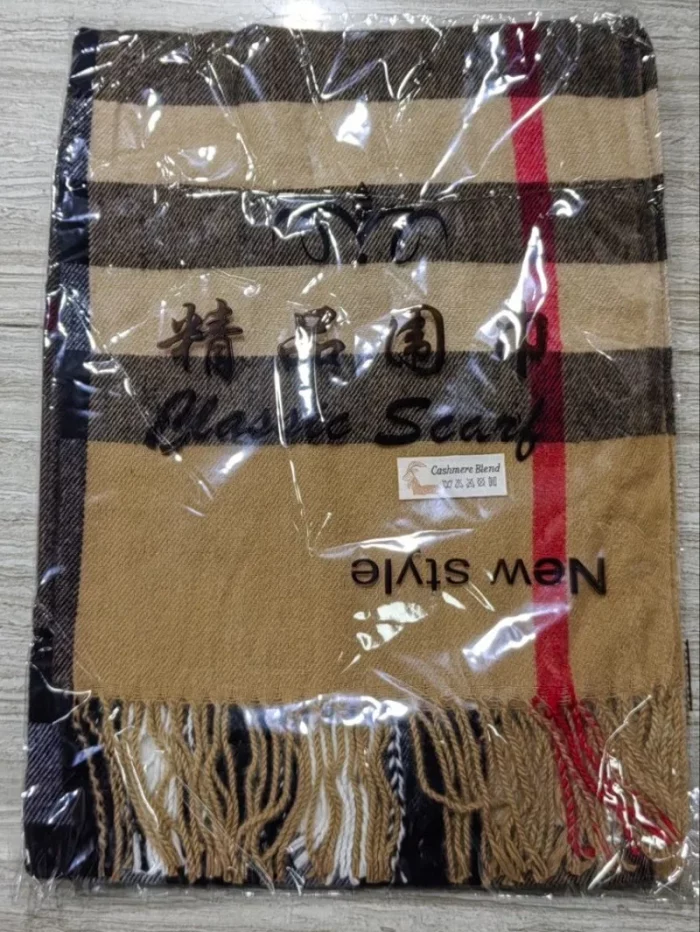 精品围巾
Classic Scarf
Cashmere Blend
New style